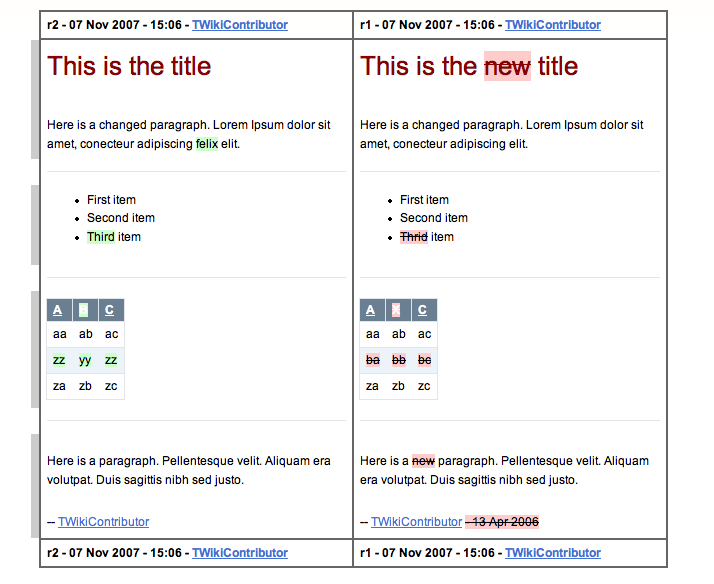 r2 - 07 Nov 2007 - 15:06 - TWikiContributor
This is the title
Here is a changed paragraph. Lorem Ipsum dolor sit
amet, conecteur adipiscing felix elit.
First item
Second item
Third item
A C
aa ab ac
zz yy zz
za zb zc
Here is a paragraph. Pellentesque velit. Aliquam era
volutpat. Duis sagittis nibh sed justo.
-- TWikiContributor
r2 - 07 Nov 2007 - 15:06 - TWikiContributor
r1 - 07 Nov 2007 - 15:06 - TWikiContributor
This is the new title
Here is a changed paragraph. Lorem Ipsum dolor sit
amet, conecteur adipiscing elit.
First item
Second item
Thrid item
A X C
aa ab ac
ba bb bc
za zb zc
Here is a new paragraph. Pellentesque velit. Aliquam
era volutpat. Duis sagittis nibh sed justo.
-- TWikiContributor - 13 Apr 2006
r1 - 07 Nov 2007 - 15:06 - TWikiContributor